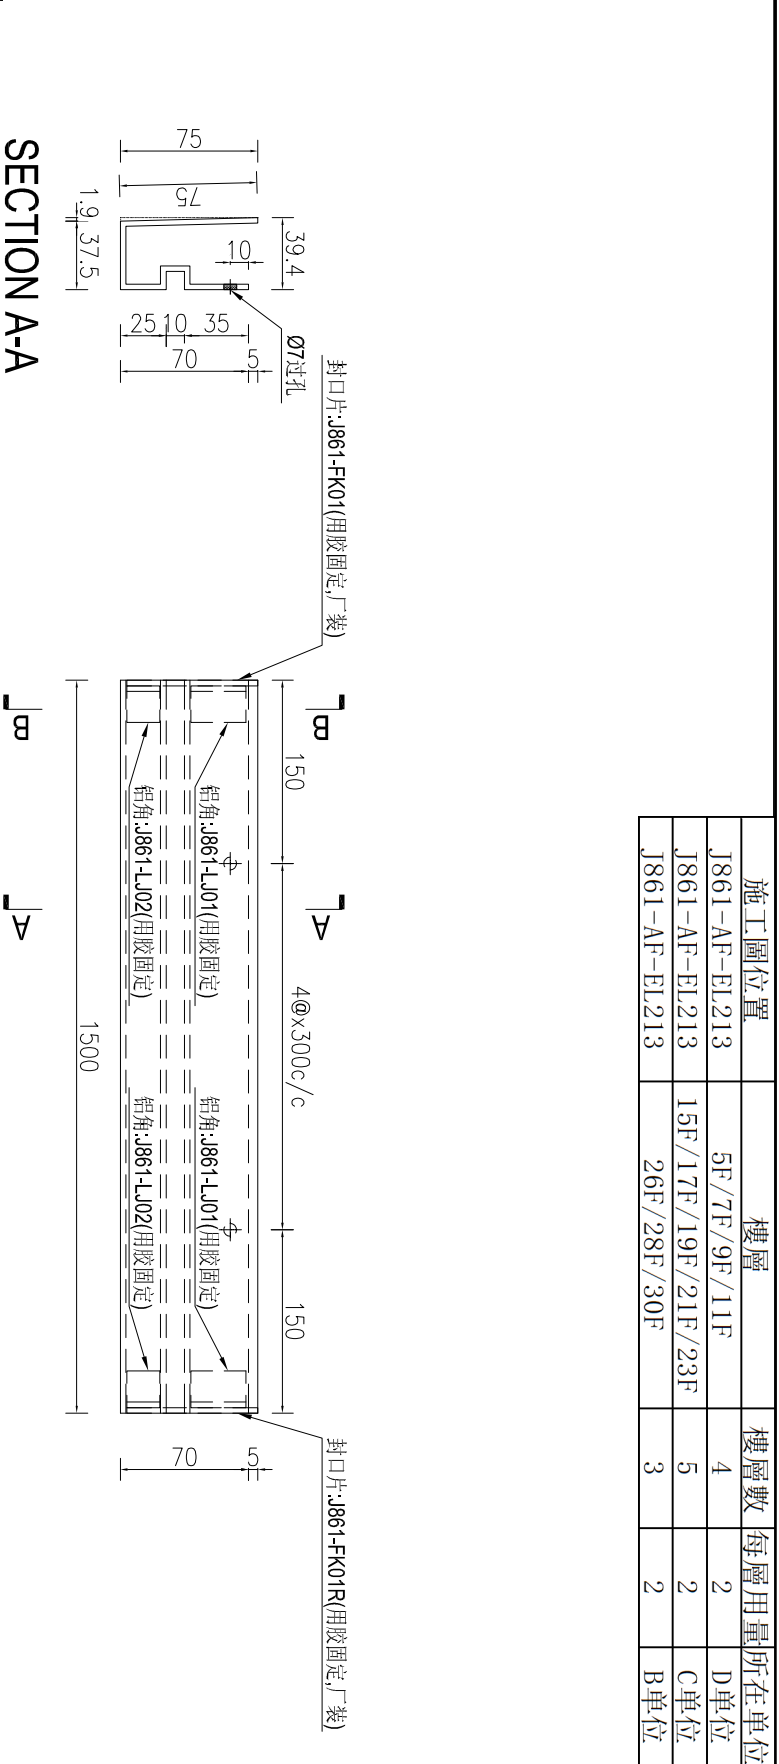 施工圖位置 樓層 樓層數 每層用量 所在單位
J861-AF-EL213 5F/7F/9F/11F 4 2 D單位
J861-AF-EL213 15F/17F/19F/21F/23F 5 2 C單位
J861-AF-EL213 26F/28F/30F 3 2 B單位
封口片:J861-FK01(用胶固定,厂装)
封口片:J861-FK01R(用胶固定,厂装)
B
A
Ø7过孔
39.4
150
4@x300c/c
150
10
5
35
10
25
70
75
75
铝角:J861-LJ01(用胶固定)
铝角:J861-LJ01(用胶固定)
铝角:J861-LJ02(用胶固定)
铝角:J861-LJ02(用胶固定)
5
70
1.9
37.5
1500
B
A
SECTION A-A